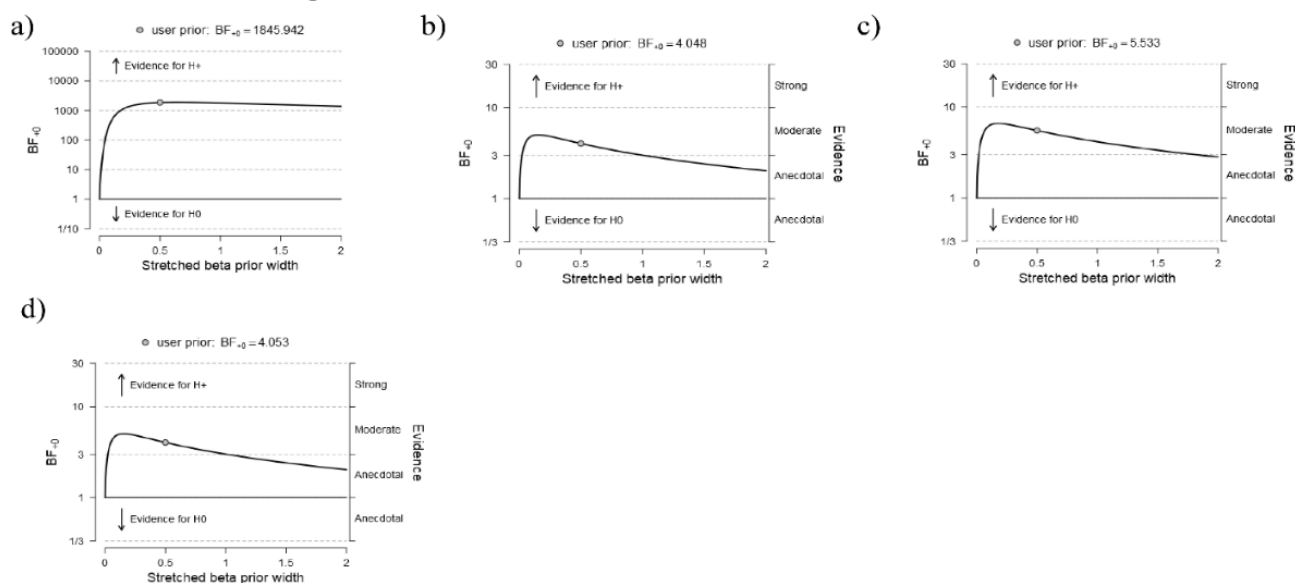 a)
user prior: BF+0 = 1845.942
100000
10000
1000
100
10
1
1/10
BF+0
Evidence for H+
Evidence for H0
0
0.5
1
1.5
2
Stretched beta prior width
b)
user prior: BF+0 = 4.048
30
10
3
1
1/3
BF+0
Evidence for H+
Evidence for H0
Strong
Moderate
Anecdotal
Anecdotal
Evidence
0
0.5
1
1.5
2
Stretched beta prior width
c)
user prior: BF+0 = 5.533
30
10
3
1
1/3
BF+0
Evidence for H+
Evidence for H0
Strong
Moderate
Anecdotal
Anecdotal
Evidence
0
0.5
1
1.5
2
Stretched beta prior width
d)
user prior: BF+0 = 4.053
30
10
3
1
1/3
BF+0
Evidence for H+
Evidence for H0
Strong
Moderate
Anecdotal
Anecdotal
Evidence
0
0.5
1
1.5
2
Stretched beta prior width